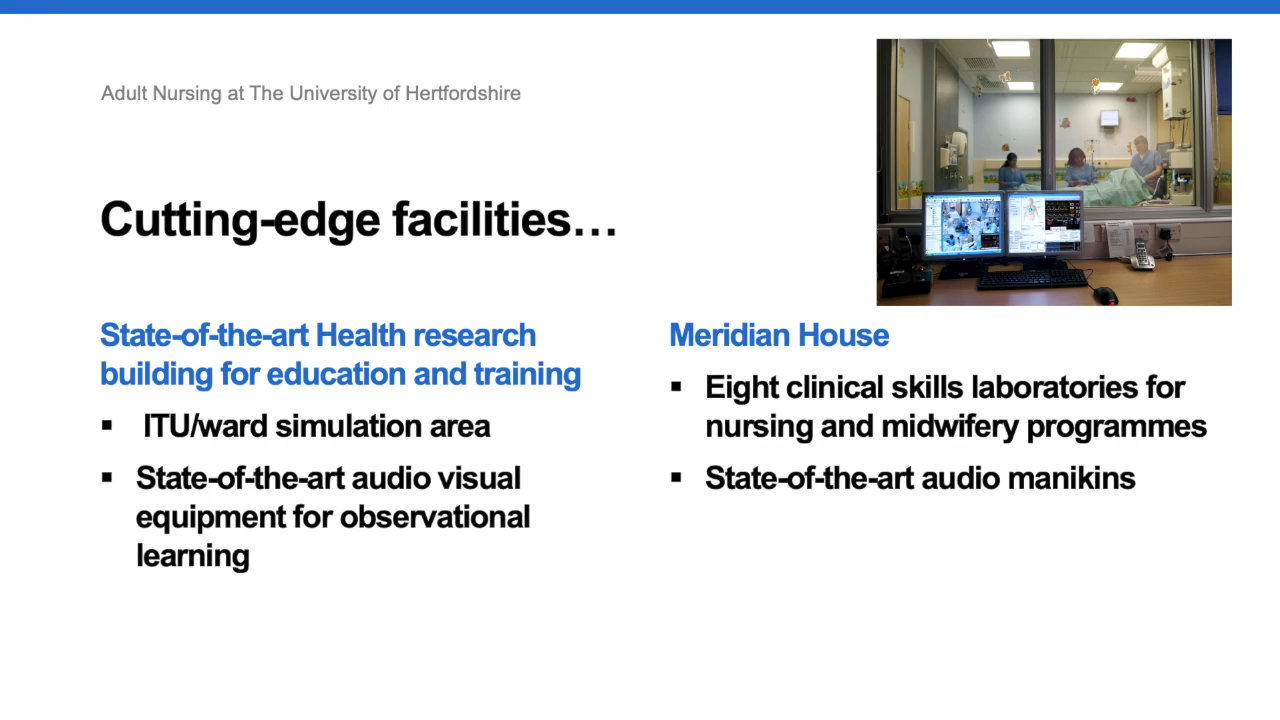 Adult Nursing at The University of Hertfordshire
Cutting-edge facilities…
State-of-the-art Health research
building for education and training
▪ ITU/ward simulation area
▪ State-of-the-art audio visual
equipment for observational
learning
Meridian House
▪ Eight clinical skills laboratories for
nursing and midwifery programmes
▪ State-of-the-art audio manikins